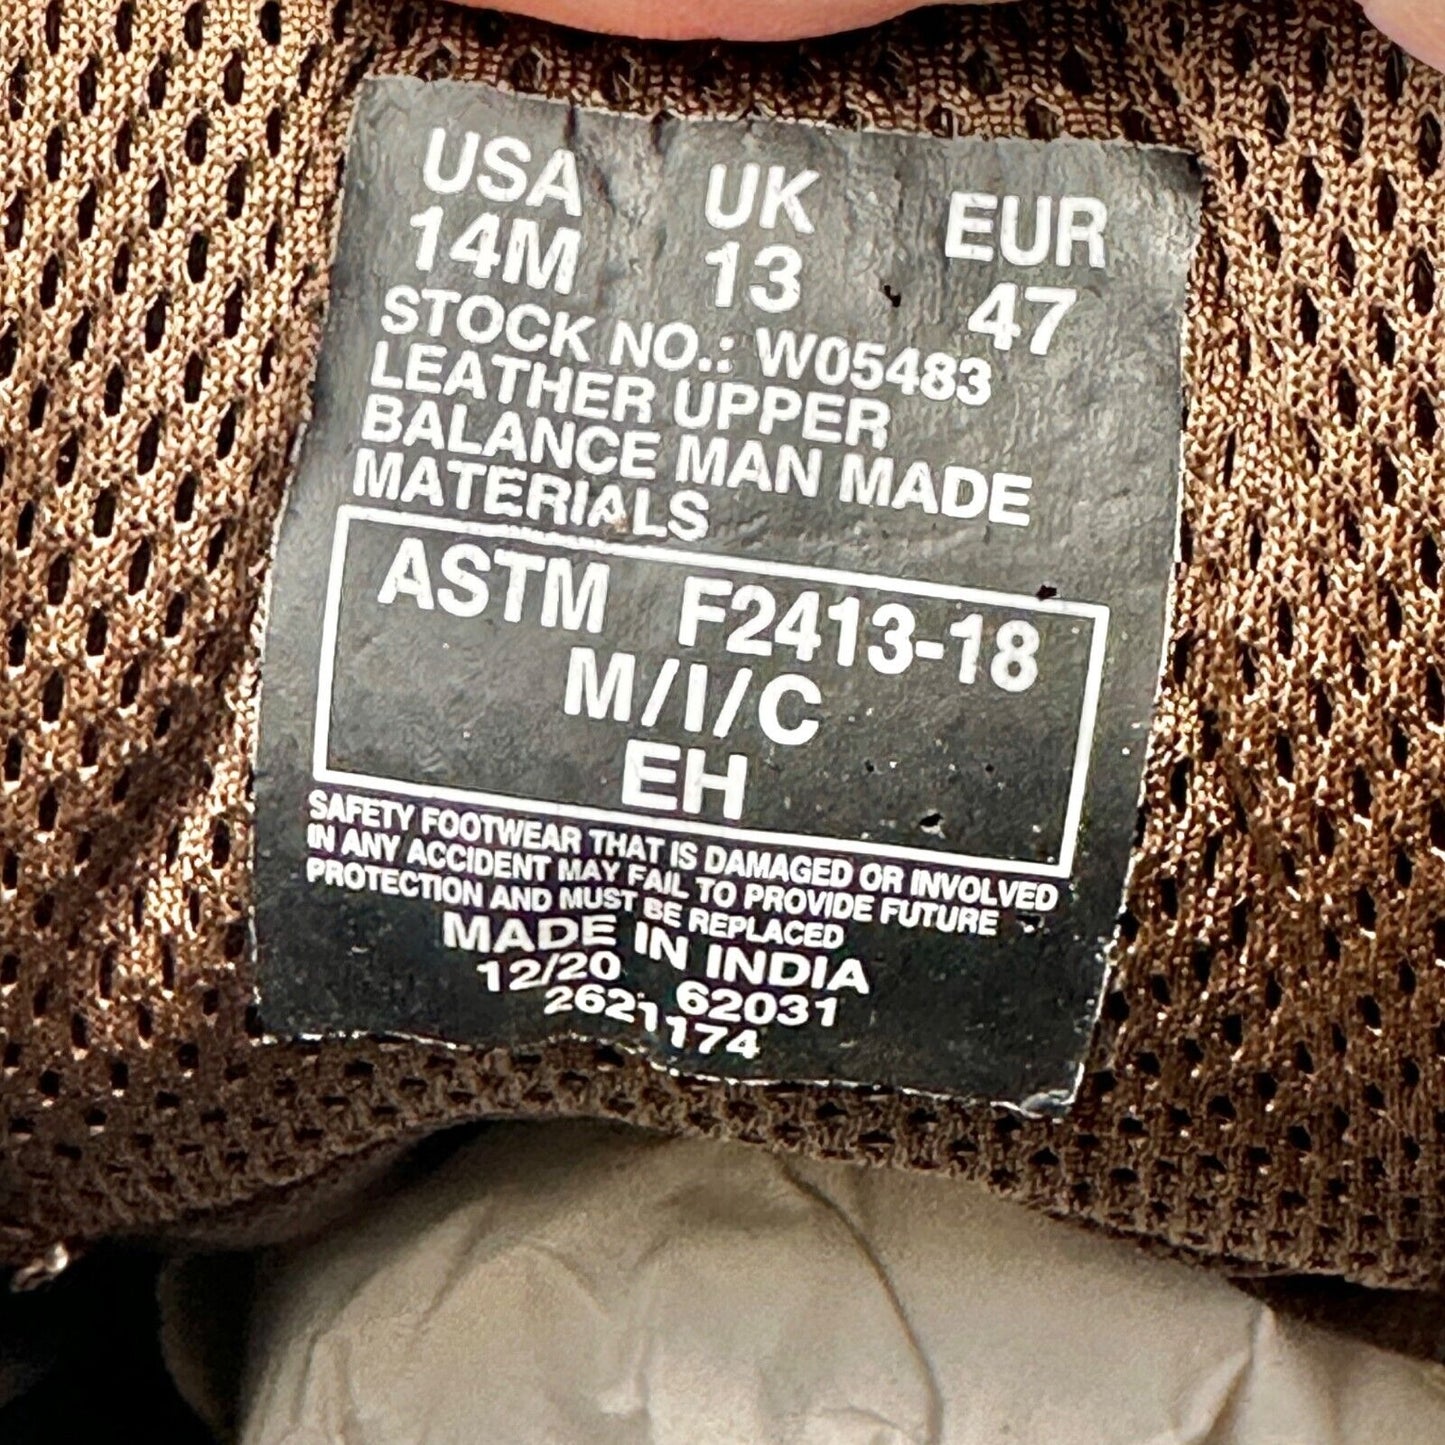 USA UK EUR
14M 13 47
STOCK NO.: W05483
LEATHER UPPER
BALANCE MAN MADE
MATERIALS
ASTM F2413-18
M/I/C
EH
SAFETY FOOTWEAR THAT IS DAMAGED OR INVOLVED
IN ANY ACCIDENT MAY FAIL TO PROVIDE FUTURE
PROTECTION AND MUST BE REPLACED
MADE IN INDIA
12/20 62031
2621174